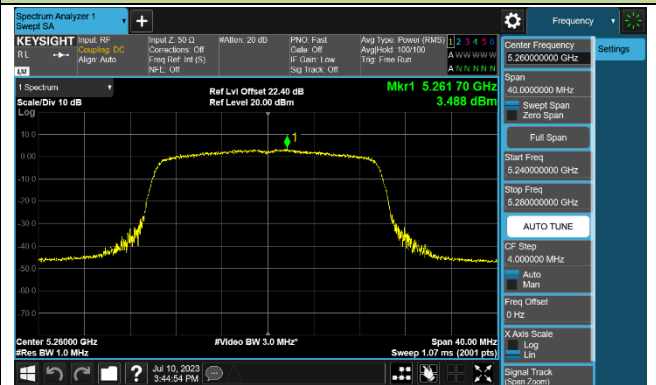 Spectrum Analyzer 1
Swept SA
+
Frequency
KEYSIGHT
RL
LXI
Input: RF
Coupling: DC
Align: Auto
Input Z: 50 Ω
Corrections: Off
Freq Ref: Int (S)
NFE: Off
#Atten: 20 dB
PNO: Fast
Gate: Off
IF Gain: Low
Sig Track: Off
Avg Type: Power (RMS)
Avg|Hold: 100/100
Trig: Free Run
1 2 3 4 5 6
A W W W W W
A N N N N N
1 Spectrum
Scale/Div 10 dB
Log
Ref Lvl Offset 22.40 dB
Ref Level 20.00 dBm
Mkr1 5.261 70 GHz
3.488 dBm
1
10.0
0.00
-10.0
-20.0
-30.0
-40.0
-50.0
-60.0
-70.0
Center 5.26000 GHz
#Res BW 1.0 MHz
#Video BW 3.0 MHz*
Span 40.00 MHz
Sweep 1.07 ms (2001 pts)
?
Jul 10, 2023
3:44:54 PM
Center Frequency
5.260000000 GHz
Settings
Span
40.0000000 MHz
Swept Span
Zero Span
Full Span
Start Freq
5.240000000 GHz
Stop Freq
5.280000000 GHz
AUTO TUNE
CF Step
4.000000 MHz
Auto
Man
Freq Offset
0 Hz
X Axis Scale
Log
Lin
Signal Track
(Span Zoom)